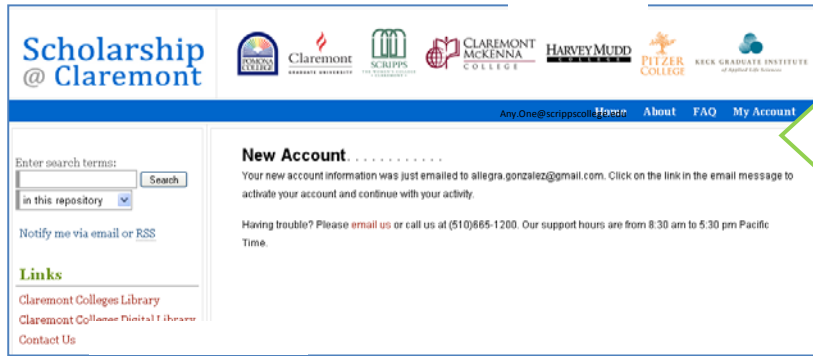 Scholarship
@ Claremont
POMONA
COLLEGE
Claremont
GRADUATE UNIVERSITY
SCRIPPS
THE WOMEN'S COLLEGE
CLAREMONT
CLAREMONT
MCKENNA
COLLEGE
HARVEY MUDD
COLLEGE
PITZER
COLLEGE
KECK GRADUATE INSTITUTE
of Applied Life Sciences
Any.One@scrippscollege.edu
Home About FAQ My Account
Enter search terms:
Search
in this repository
Notify me via email or RSS
Links
Claremont Colleges Library
Claremont Colleges Digital Library
Contact Us
New Account. . . . . . . . . . . .
Your new account information was just emailed to allegra.gonzalez@gmail.com. Click on the link in the email message to
activate your account and continue with your activity.
Having trouble? Please email us or call us at (510)665-1200. Our support hours are from 8:30 am to 5:30 pm Pacific
Time.